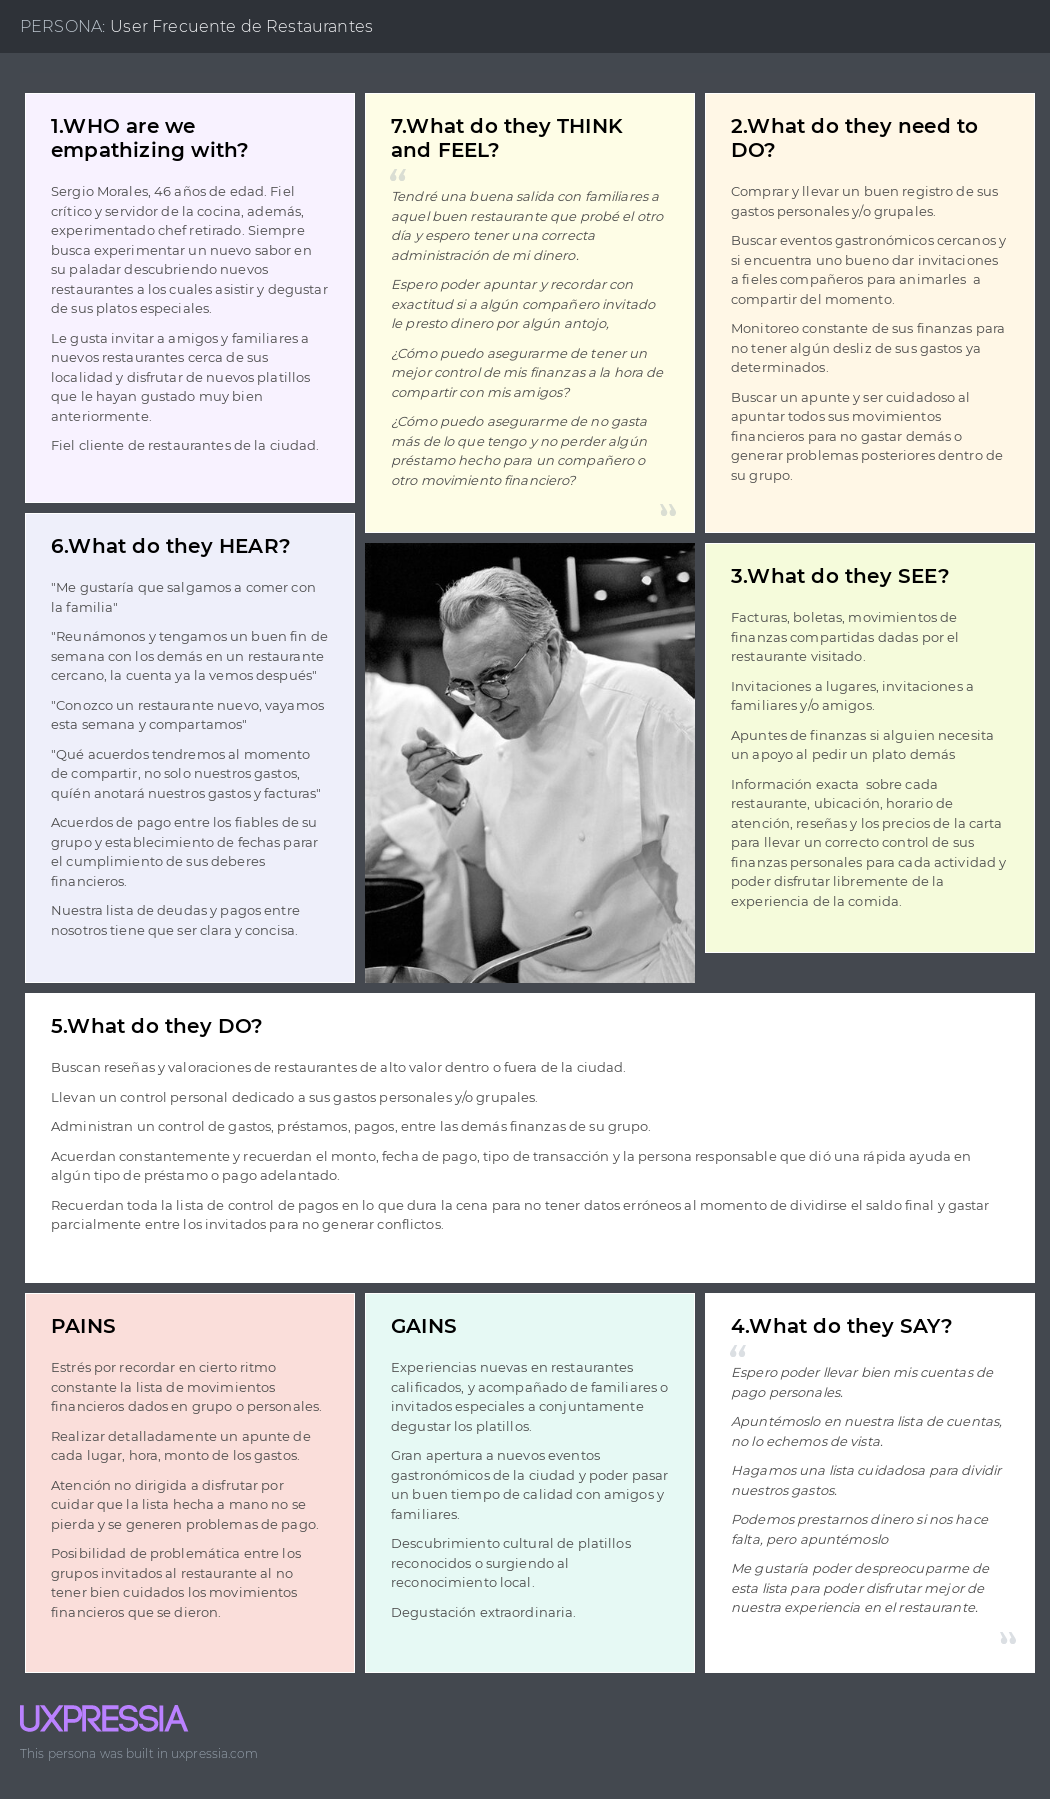 PERSONA: User Frecuente de Restaurantes
1.WHO are we
empathizing with?
Sergio Morales, 46 años de edad. Fiel
crítico y servidor de la cocina, además,
experimentado chef retirado. Siempre
busca experimentar un nuevo sabor en
su paladar descubriendo nuevos
restaurantes a los cuales asistir y degustar
de sus platos especiales.
Le gusta invitar a amigos y familiares a
nuevos restaurantes cerca de sus
localidad y disfrutar de nuevos platillos
que le hayan gustado muy bien
anteriormente.
Fiel cliente de restaurantes de la ciudad.
7.What do they THINK
and FEEL?
“
Tendré una buena salida con familiares a
aquel buen restaurante que probé el otro
día y espero tener una correcta
administración de mi dinero.
Espero poder apuntar y recordar con
exactitud si a algún compañero invitado
le presto dinero por algún antojo,
¿Cómo puedo asegurarme de tener un
mejor control de mis finanzas a la hora de
compartir con mis amigos?
¿Cómo puedo asegurarme de no gasta
más de lo que tengo y no perder algún
préstamo hecho para un compañero o
otro movimiento financiero?
”
2.What do they need to
DO?
Comprar y llevar un buen registro de sus
gastos personales y/o grupales.
Buscar eventos gastronómicos cercanos y
si encuentra uno bueno dar invitaciones
a fieles compañeros para animarles  a
compartir del momento.
Monitoreo constante de sus finanzas para
no tener algún desliz de sus gastos ya
determinados.
Buscar un apunte y ser cuidadoso al
apuntar todos sus movimientos
financieros para no gastar demás o
generar problemas posteriores dentro de
su grupo.
6.What do they HEAR?
"Me gustaría que salgamos a comer con
la familia"
"Reunámonos y tengamos un buen fin de
semana con los demás en un restaurante
cercano, la cuenta ya la vemos después"
"Conozco un restaurante nuevo, vayamos
esta semana y compartamos"
"Qué acuerdos tendremos al momento
de compartir, no solo nuestros gastos,
quíén anotará nuestros gastos y facturas"
Acuerdos de pago entre los fiables de su
grupo y establecimiento de fechas parar
el cumplimiento de sus deberes
financieros.
Nuestra lista de deudas y pagos entre
nosotros tiene que ser clara y concisa.
3.What do they SEE?
Facturas, boletas, movimientos de
finanzas compartidas dadas por el
restaurante visitado.
Invitaciones a lugares, invitaciones a
familiares y/o amigos.
Apuntes de finanzas si alguien necesita
un apoyo al pedir un plato demás
Información exacta  sobre cada
restaurante, ubicación, horario de
atención, reseñas y los precios de la carta
para llevar un correcto control de sus
finanzas personales para cada actividad y
poder disfrutar libremente de la
experiencia de la comida.
5.What do they DO?
Buscan reseñas y valoraciones de restaurantes de alto valor dentro o fuera de la ciudad.
Llevan un control personal dedicado a sus gastos personales y/o grupales.
Administran un control de gastos, préstamos, pagos, entre las demás finanzas de su grupo.
Acuerdan constantemente y recuerdan el monto, fecha de pago, tipo de transacción y la persona responsable que dió una rápida ayuda en
algún tipo de préstamo o pago adelantado.
Recuerdan toda la lista de control de pagos en lo que dura la cena para no tener datos erróneos al momento de dividirse el saldo final y gastar
parcialmente entre los invitados para no generar conflictos.
PAINS
Estrés por recordar en cierto ritmo
constante la lista de movimientos
financieros dados en grupo o personales.
Realizar detalladamente un apunte de
cada lugar, hora, monto de los gastos.
Atención no dirigida a disfrutar por
cuidar que la lista hecha a mano no se
pierda y se generen problemas de pago.
Posibilidad de problemática entre los
grupos invitados al restaurante al no
tener bien cuidados los movimientos
financieros que se dieron.
GAINS
Experiencias nuevas en restaurantes
calificados, y acompañado de familiares o
invitados especiales a conjuntamente
degustar los platillos.
Gran apertura a nuevos eventos
gastronómicos de la ciudad y poder pasar
un buen tiempo de calidad con amigos y
familiares.
Descubrimiento cultural de platillos
reconocidos o surgiendo al
reconocimiento local.
Degustación extraordinaria.
4.What do they SAY?
“
Espero poder llevar bien mis cuentas de
pago personales.
Apuntémoslo en nuestra lista de cuentas,
no lo echemos de vista.
Hagamos una lista cuidadosa para dividir
nuestros gastos.
Podemos prestarnos dinero si nos hace
falta, pero apuntémoslo
Me gustaría poder despreocuparme de
esta lista para poder disfrutar mejor de
nuestra experiencia en el restaurante.
”
UXPRESSIA
This persona was built in uxpressia.com